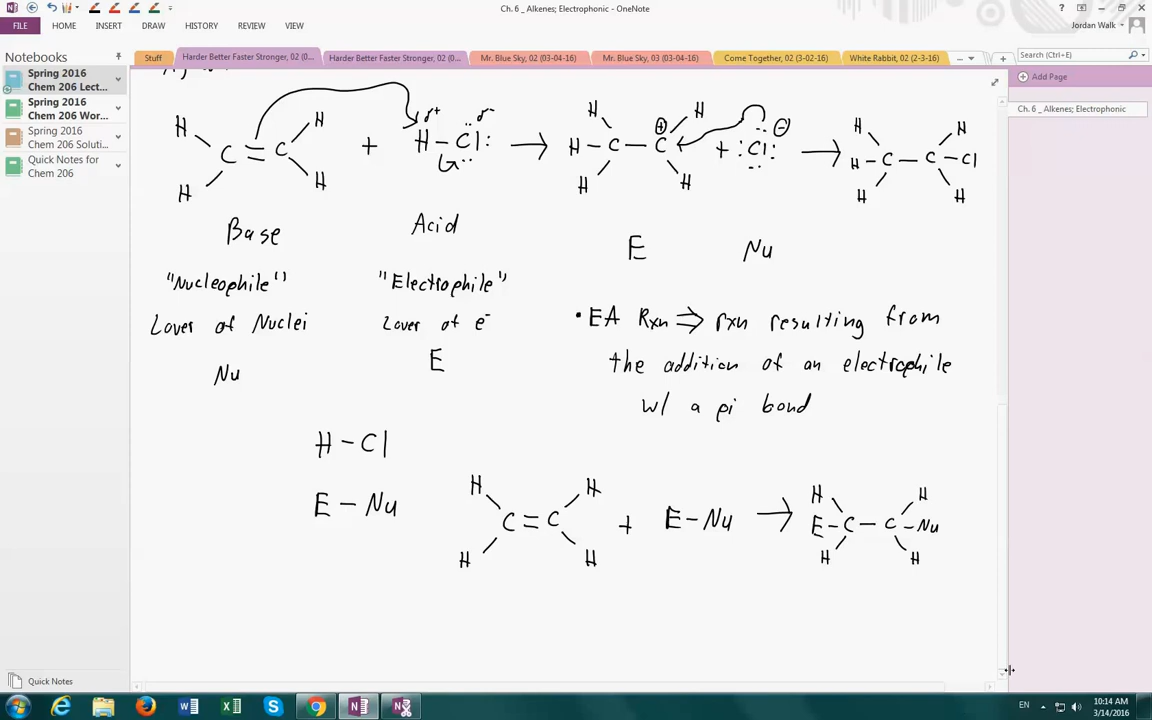 Ch. 6 _ Alkenes; Electrophonic - OneNote
Jordan Walk
FILE HOME INSERT DRAW HISTORY REVIEW VIEW
Notebooks
Stuff
Harder Better Faster Stronger, 02 (0...
Harder Better Faster Stronger, 02 (0...
Mr. Blue Sky, 02 (03-04-16)
Mr. Blue Sky, 03 (03-04-16)
Come Together, 02 (3-02-16)
White Rabbit, 02 (2-3-16)
Search (Ctrl+E)
Spring 2016
Chem 206 Lect...
Spring 2016
Chem 206 Wor...
Spring 2016
Chem 206 Soluti...
Quick Notes for
Chem 206
Add Page
Ch. 6 _ Alkenes; Electrophonic
H H δ+ δ- H H ⊕ ⊖ H H
C = C + H - Cl: → H - C - C + :Cl: → H - C - C - Cl
H H H H H H
Base Acid
E Nu
"Nucleophile" "Electrophile"
Lover of Nuclei Lover of e-
Nu E
• EA Rxn ⇒ rxn resulting from
the addition of an electrophile
w/ a pi bond
H - Cl
E - Nu
H H H H
C = C + E - Nu → E - C - C - Nu
H H H H
Quick Notes
EN
10:14 AM
3/14/2016